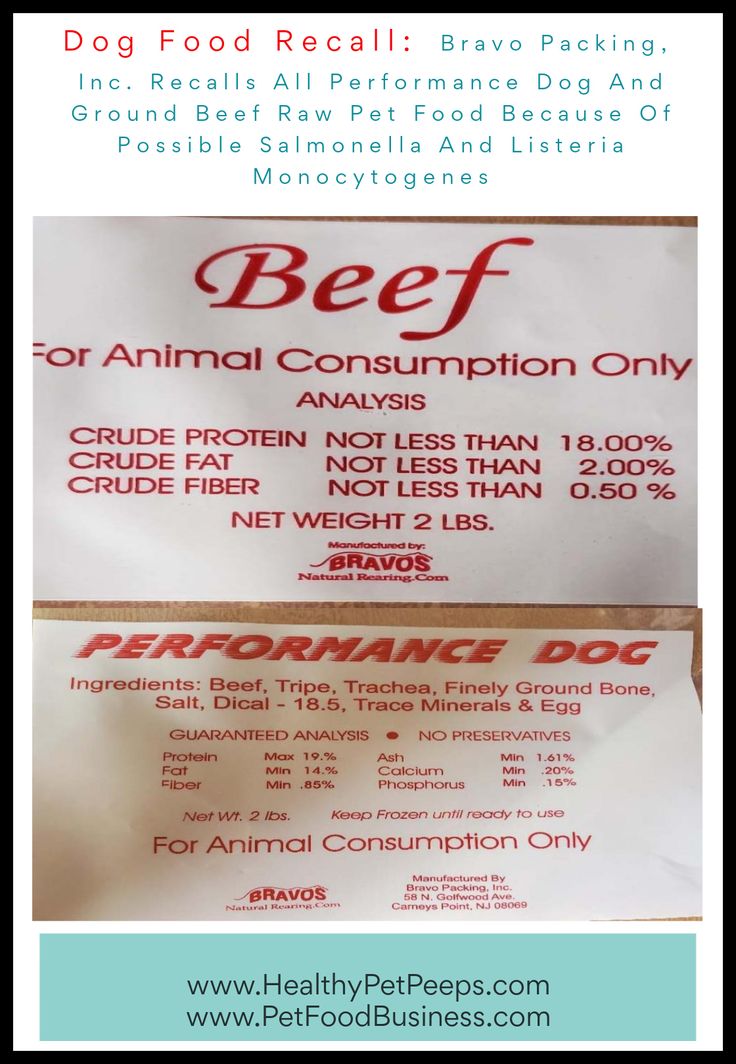 Dog Food Recall: Bravo Packing,
Inc. Recalls All Performance Dog And
Ground Beef Raw Pet Food Because Of
Possible Salmonella And Listeria
Monocytogenes
Beef
For Animal Consumption Only
ANALYSIS
CRUDE PROTEIN NOT LESS THAN 18.00%
CRUDE FAT NOT LESS THAN 2.00%
CRUDE FIBER NOT LESS THAN 0.50 %
NET WEIGHT 2 LBS.
Manufactured by:
BRAVOS
Natural Rearing.Com
PERFORMANCE DOG
Ingredients: Beef, Tripe, Trachea, Finely Ground Bone,
Salt, Dical - 18.5, Trace Minerals & Egg
GUARANTEED ANALYSIS ● NO PRESERVATIVES
Protein Max 19.% Ash Min 1.61%
Fat Min 14.% Calcium Min .20%
Fiber Min .85% Phosphorus Min .15%
Net Wt. 2 lbs. Keep Frozen until ready to use
For Animal Consumption Only
BRAVOS
Natural Rearing.Com
Manufactured By
Bravo Packing, Inc.
58 N. Golfwood Ave.
Carneys Point, NJ 08069
www.HealthyPetPeeps.com
www.PetFoodBusiness.com